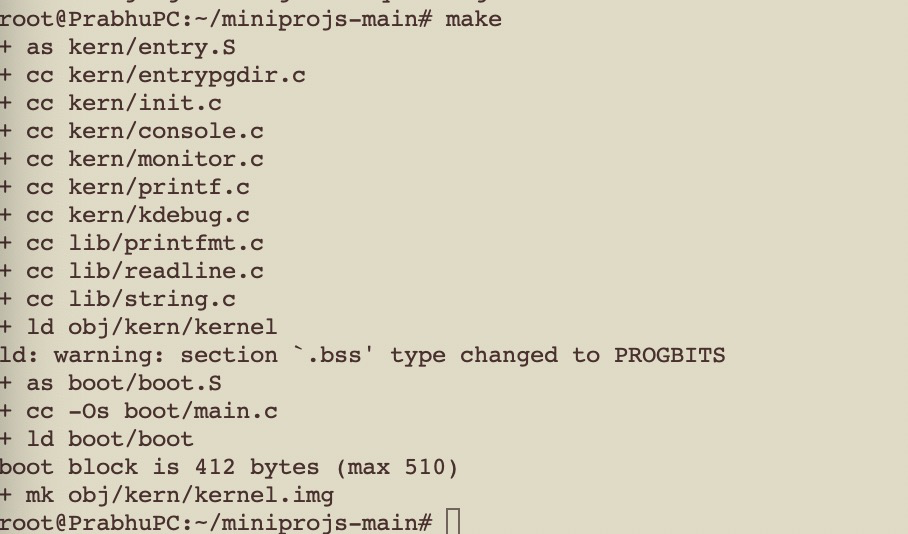 root@PrabhuPC:~/miniprojs-main# make
+ as kern/entry.S
+ cc kern/entrypgdir.c
+ cc kern/init.c
+ cc kern/console.c
+ cc kern/monitor.c
+ cc kern/printf.c
+ cc kern/kdebug.c
+ cc lib/printfmt.c
+ cc lib/readline.c
+ cc lib/string.c
+ ld obj/kern/kernel
ld: warning: section `.bss' type changed to PROGBITS
+ as boot/boot.S
+ cc -Os boot/main.c
+ ld boot/boot
boot block is 412 bytes (max 510)
+ mk obj/kern/kernel.img
root@PrabhuPC:~/miniprojs-main#